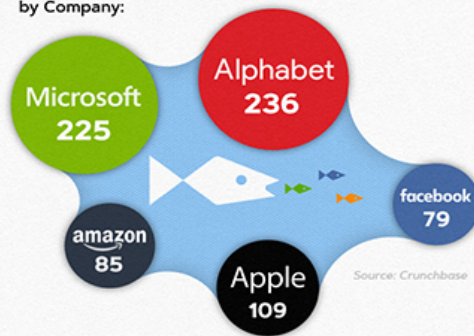 by Company:
Alphabet
236
Microsoft
225
facebook
79
amazon
85
Apple
109
Source: Crunchbase